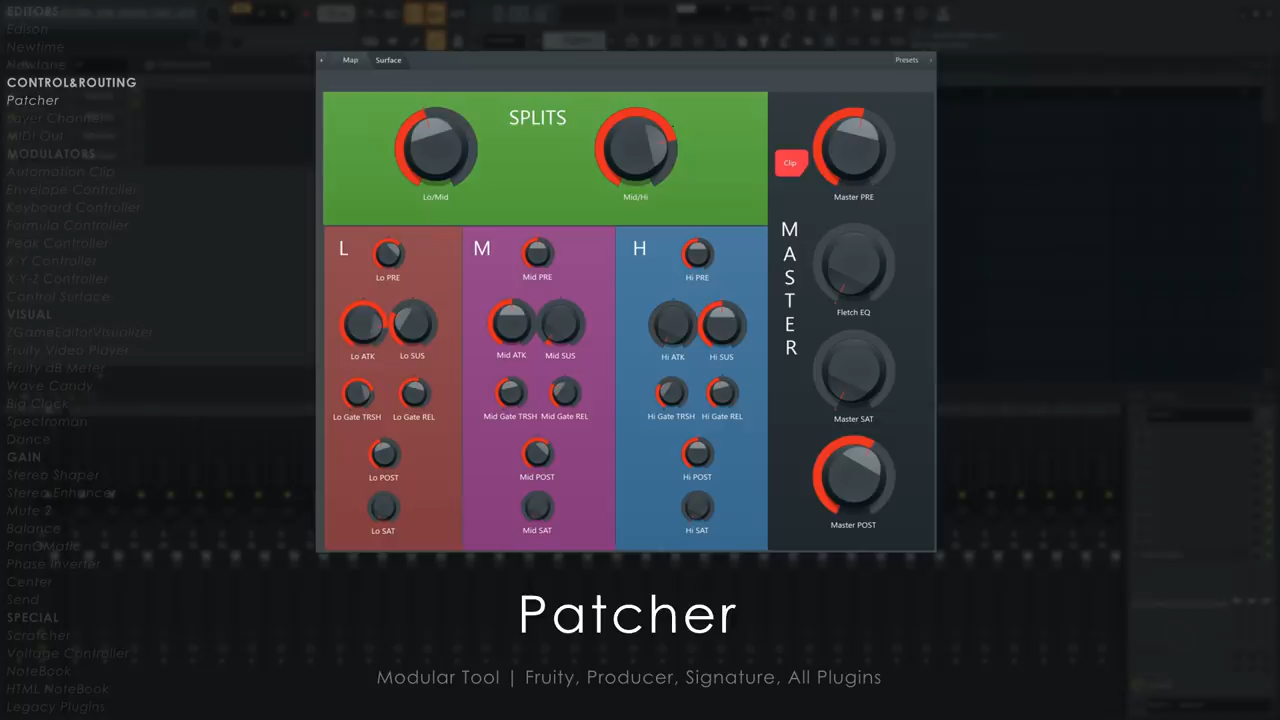 EDITORS
Edison
Newtime
Newtone
CONTROL&ROUTING
Patcher
Layer Channel
MIDI Out
MODULATORS
Automation Clip
Envelope Controller
Keyboard Controller
Formula Controller
Peak Controller
X-Y Controller
X-Y-Z Controller
Control Surface
VISUAL
ZGameEditorVisualizer
Fruity Video Player
Fruity dB Meter
Wave Candy
Big Clock
Spectroman
Dance
GAIN
Stereo Shaper
Stereo Enhancer
Mute 2
Balance
PanOMatic
Phase Inverter
Center
Send
SPECIAL
Scratcher
Voltage Controller
NoteBook
HTML NoteBook
Legacy Plugins
Map Surface Presets
SPLITS
Lo/Mid Mid/Hi
L M H
Lo PRE Mid PRE Hi PRE
Lo ATK Lo SUS Mid ATK Mid SUS Hi ATK Hi SUS
Lo Gate TRSH Lo Gate REL Mid Gate TRSH Mid Gate REL Hi Gate TRSH Hi Gate REL
Lo POST Mid POST Hi POST
Lo SAT Mid SAT Hi SAT
Clip
Master PRE
MASTER
Fletch EQ
Master SAT
Master POST
Patcher
Modular Tool | Fruity, Producer, Signature, All Plugins